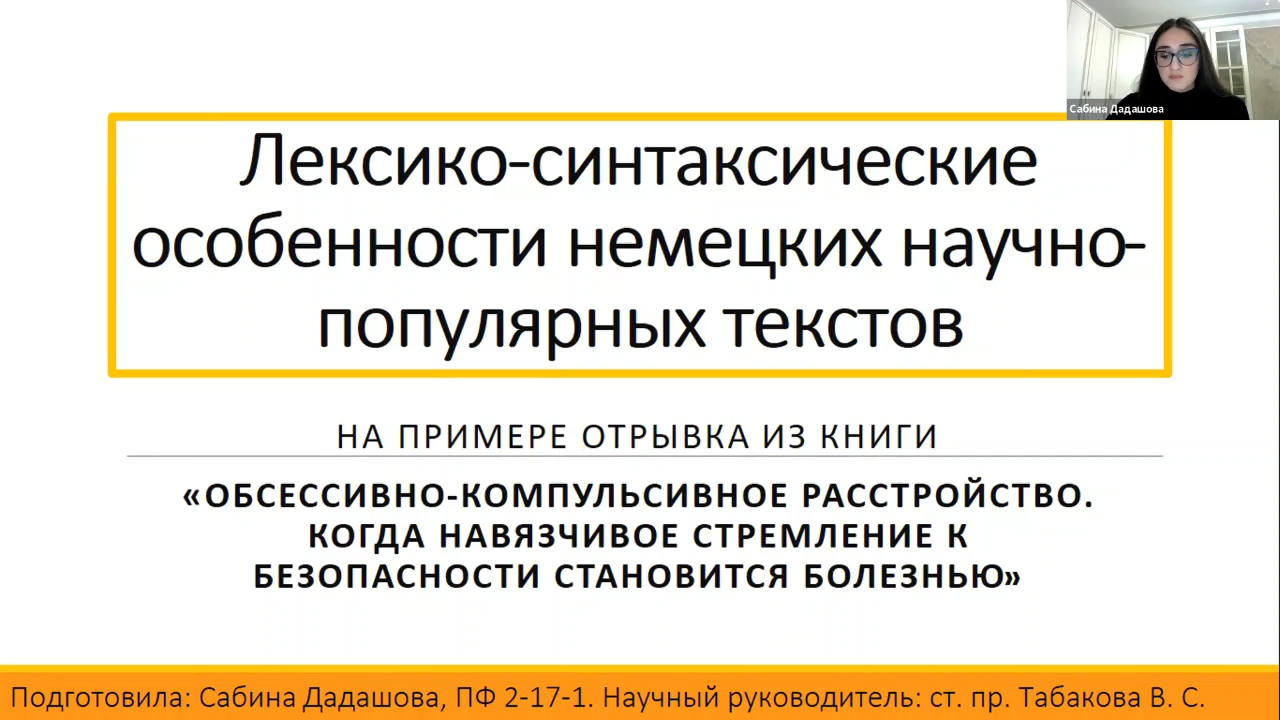 Сабина Дадашова
Лексико-синтаксические
особенности немецких научно-
популярных текстов
НА ПРИМЕРЕ ОТРЫВКА ИЗ КНИГИ
«ОБСЕССИВНО-КОМПУЛЬСИВНОЕ РАССТРОЙСТВО.
КОГДА НАВЯЗЧИВОЕ СТРЕМЛЕНИЕ К
БЕЗОПАСНОСТИ СТАНОВИТСЯ БОЛЕЗНЬЮ»
Подготовила: Сабина Дадашова, ПФ 2-17-1. Научный руководитель: ст. пр. Табакова В. С.